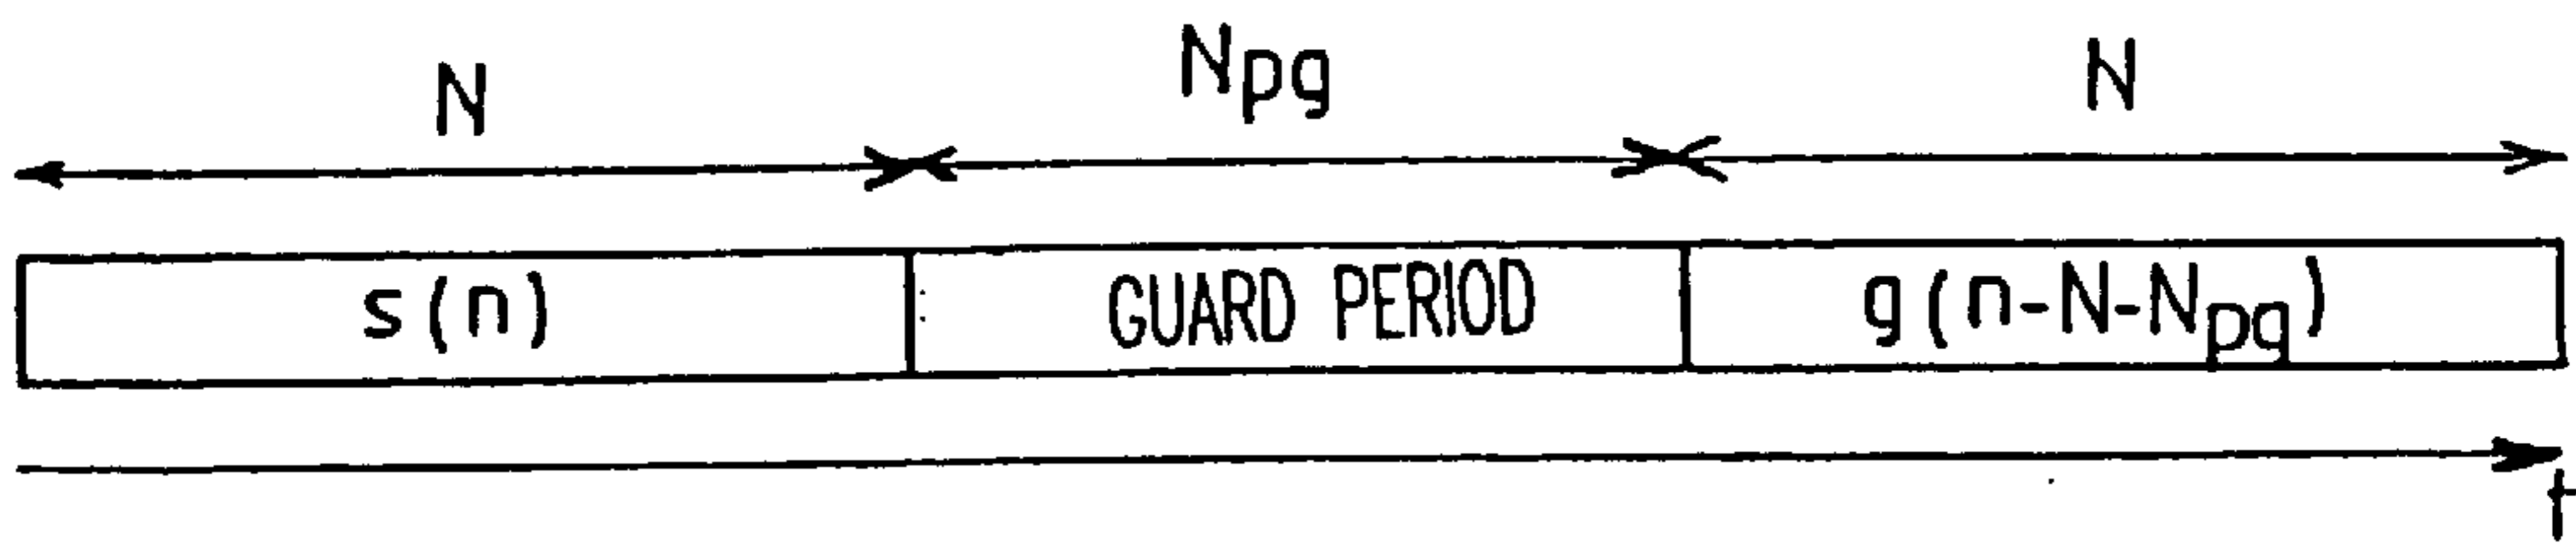 N Npg N
s(n) GUARD PERIOD g(n-N-Npg)
t